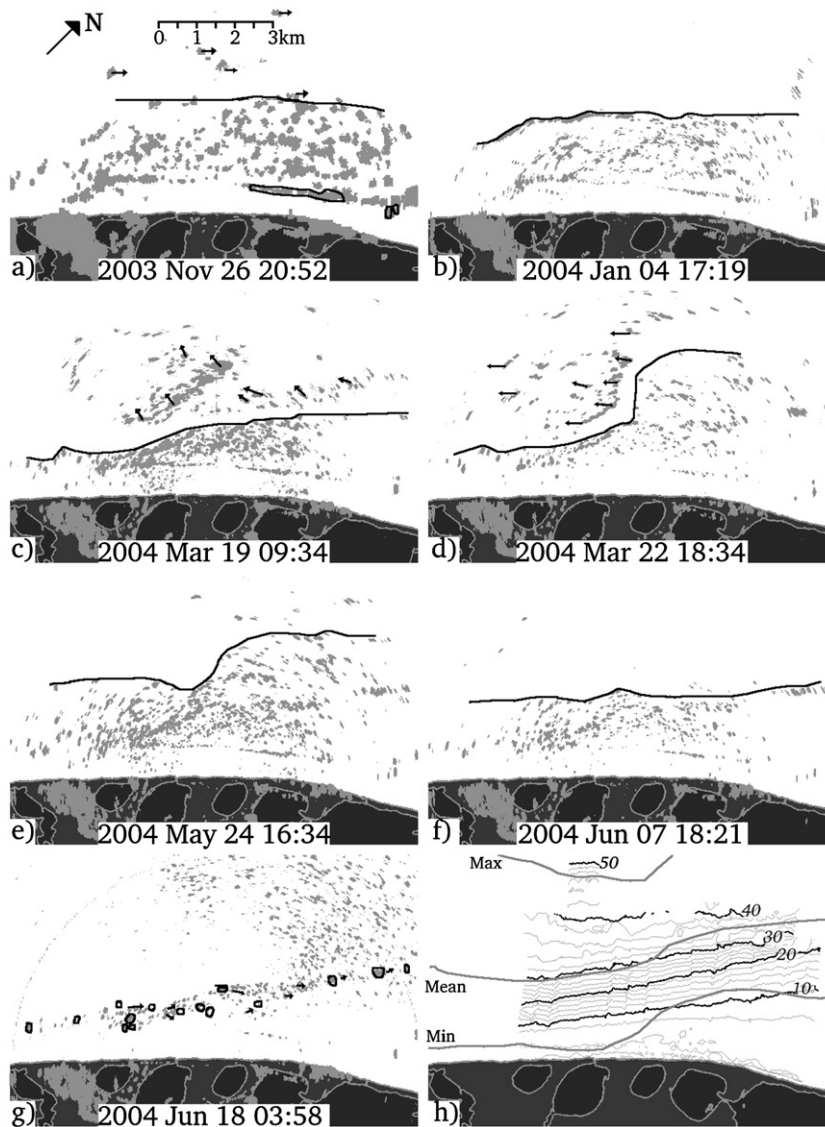 N
0 1 2 3km
a) 2003 Nov 26 20:52
b) 2004 Jan 04 17:19
c) 2004 Mar 19 09:34
d) 2004 Mar 22 18:34
e) 2004 May 24 16:34
f) 2004 Jun 07 18:21
g) 2004 Jun 18 03:58
Max
50
40
30
20
Mean
10
Min
h)